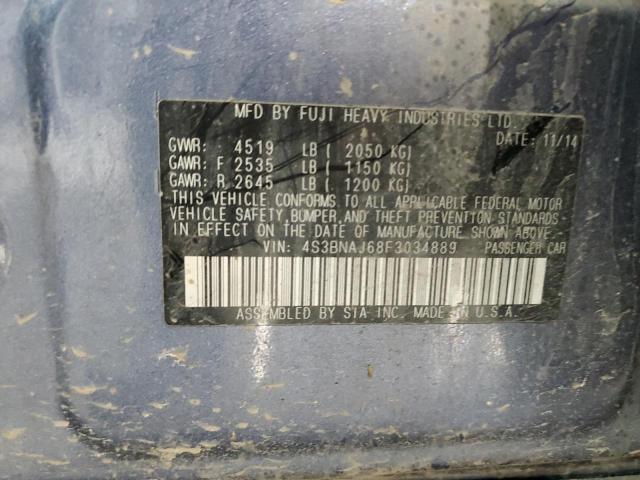 MFD BY FUJI HEAVY INDUSTRIES LTD.
DATE: 11/14
GVWR: 4519 LB ( 2050 KG)
GAWR: F 2535 LB ( 1150 KG)
GAWR: R 2645 LB ( 1200 KG)
THIS VEHICLE CONFORMS TO ALL APPLICABLE FEDERAL MOTOR
VEHICLE SAFETY, BUMPER, AND THEFT PREVENTION STANDARDS
IN EFFECT ON THE DATE OF MANUFACTURE SHOWN ABOVE.
VIN: 4S3BNAJ68F3034889 PASSENGER CAR
ASSEMBLED BY SIA INC. MADE IN U.S.A.